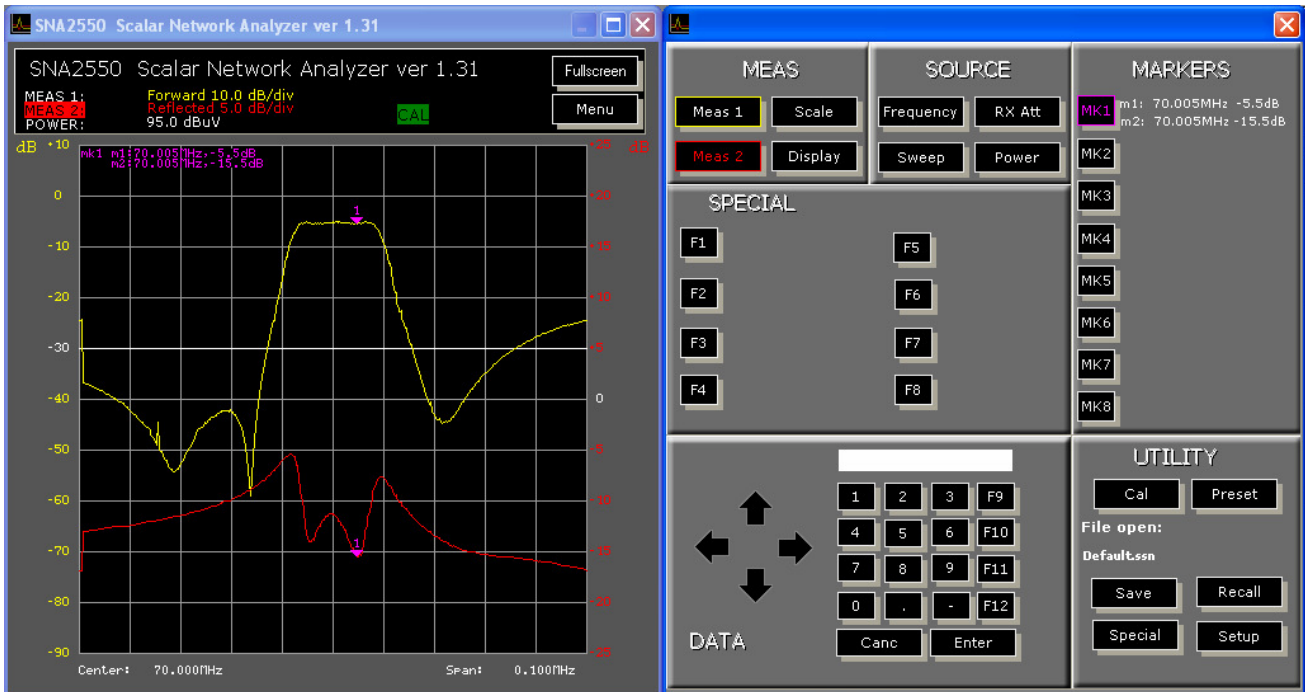 SNA2550 Scalar Network Analyzer ver 1.31
SNA2550 Scalar Network Analyzer ver 1.31
Fullscreen
MEAS 1: Forward 10.0 dB/div
MEAS 2: Reflected 5.0 dB/div
POWER: 95.0 dBuV
CAL
Menu
dB +10 +25 dB
mk1 m1:70.005MHz,-5.5dB
m2:70.005MHz,-15.5dB
0 +20
1
-10 +15
-20 +10
-30 +5
-40 0
-50 -5
-60 -10
1
-70 -15
-80 -20
-90 -25
Center: 70.000MHz Span: 0.100MHz
MEAS
Meas 1 Scale
Meas 2 Display
SOURCE
Frequency RX Att
Sweep Power
MARKERS
MK1 m1: 70.005MHz -5.5dB
m2: 70.005MHz -15.5dB
MK2
MK3
MK4
MK5
MK6
MK7
MK8
SPECIAL
F1 F5
F2 F6
F3 F7
F4 F8
1 2 3 F9
4 5 6 F10
7 8 9 F11
0 . - F12
DATA
Canc Enter
UTILITY
Cal Preset
File open:
Default.ssn
Save Recall
Special Setup